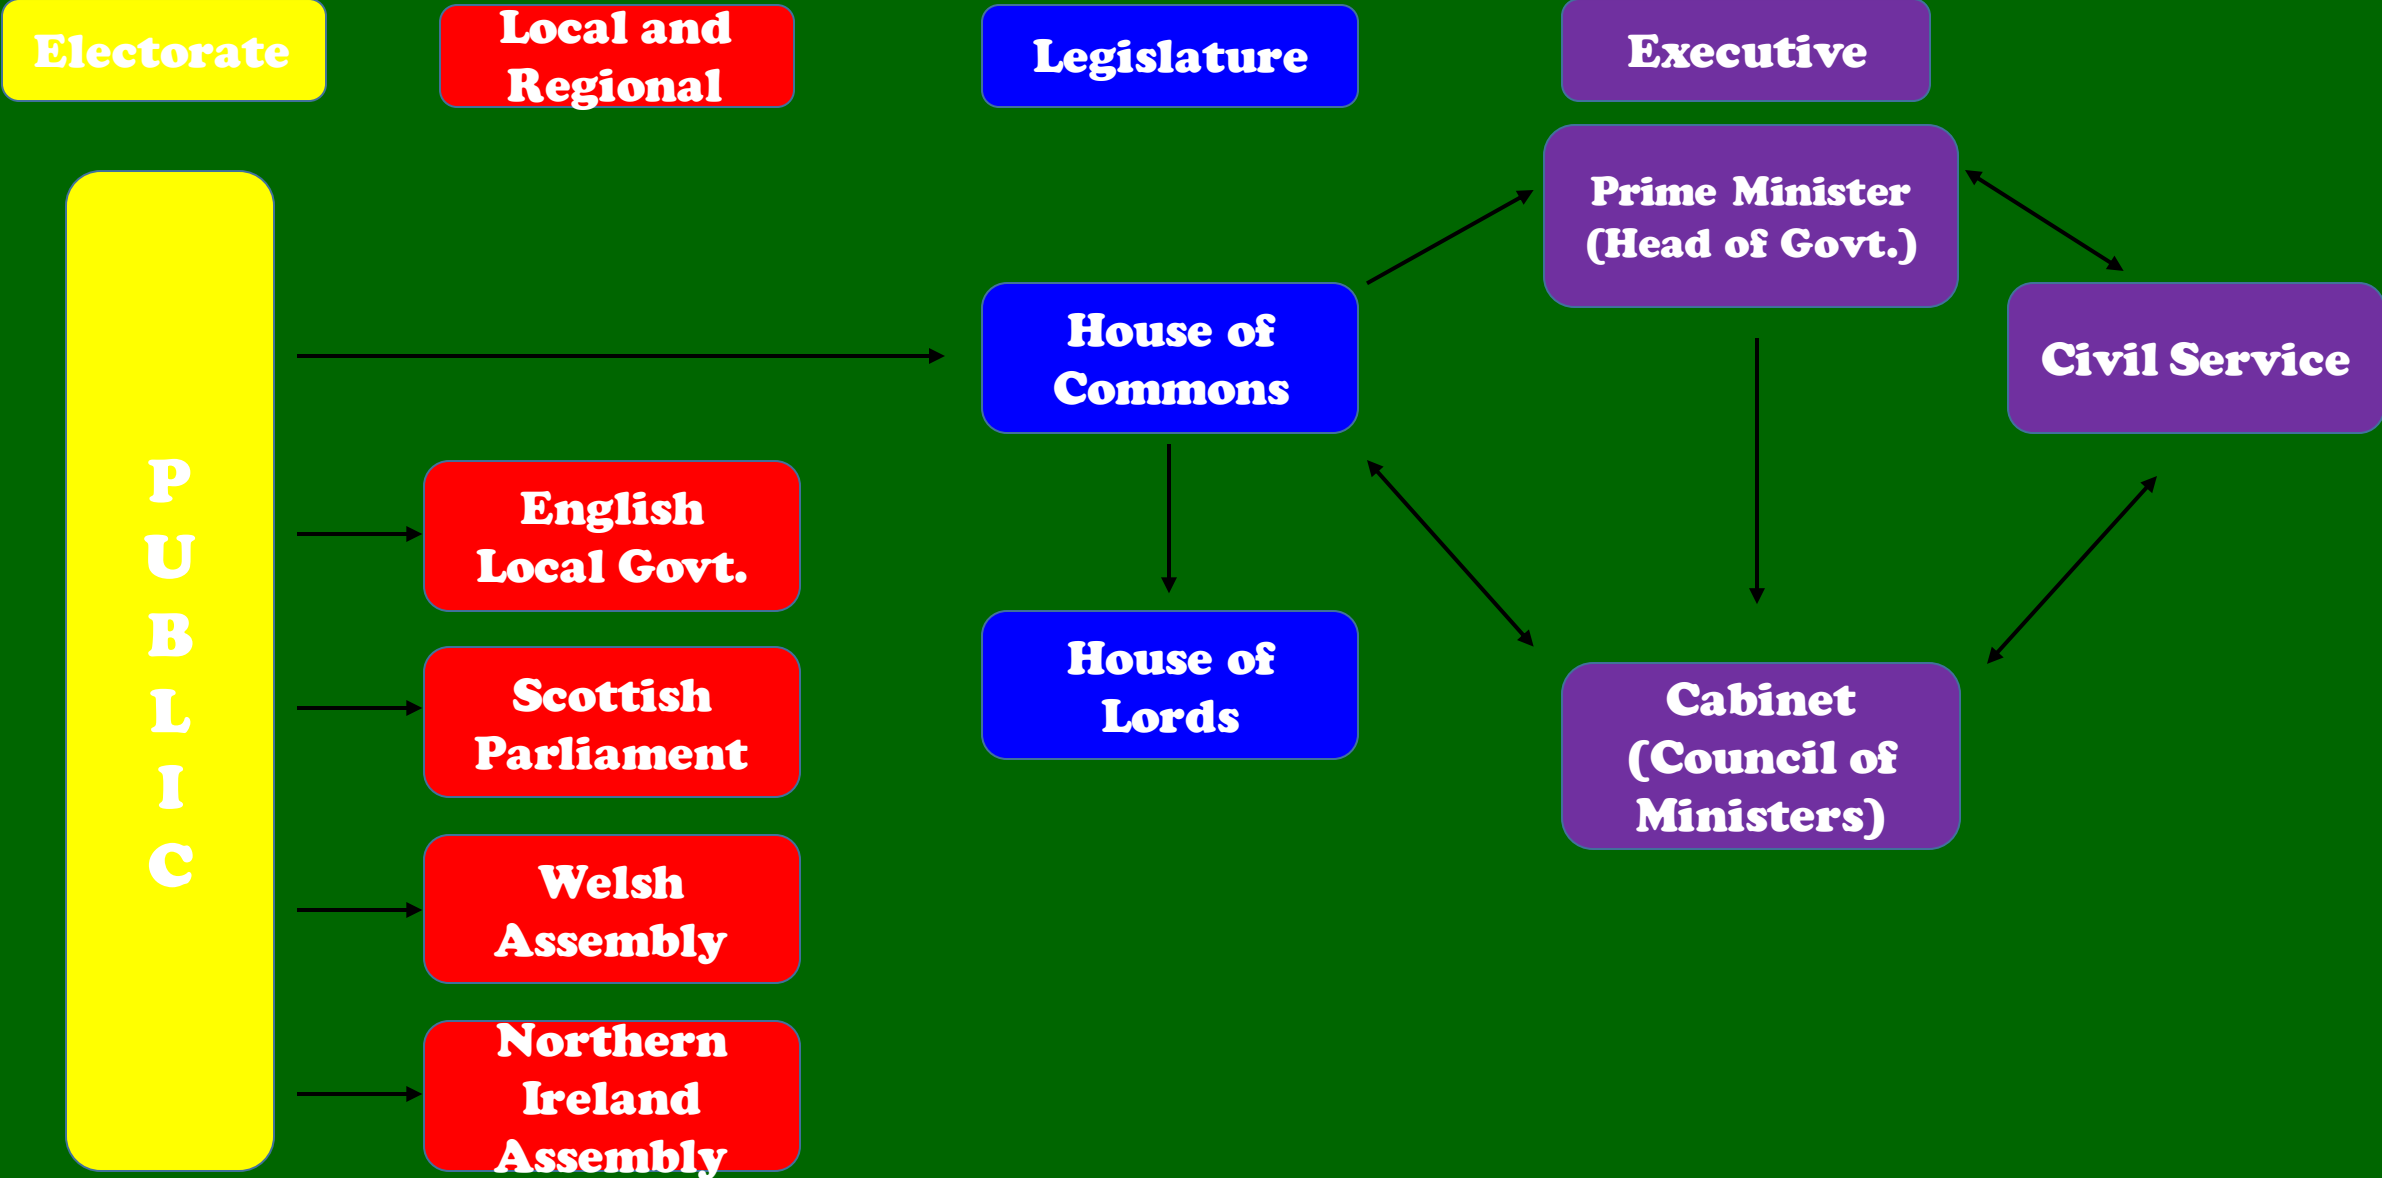 Electorate
Local and
Regional
Legislature
Executive
P
U
B
L
I
C
English
Local Govt.
Scottish
Parliament
Welsh
Assembly
Northern
Ireland
Assembly
House of
Commons
House of
Lords
Prime Minister
(Head of Govt.)
Civil Service
Cabinet
(Council of
Ministers)